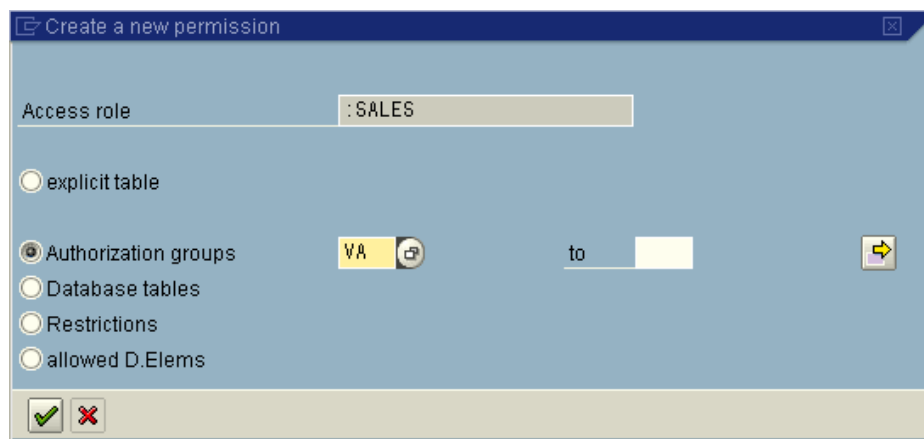 Create a new permission
Access role :SALES
explicit table
Authorization groups VA to
Database tables
Restrictions
allowed D.Elems